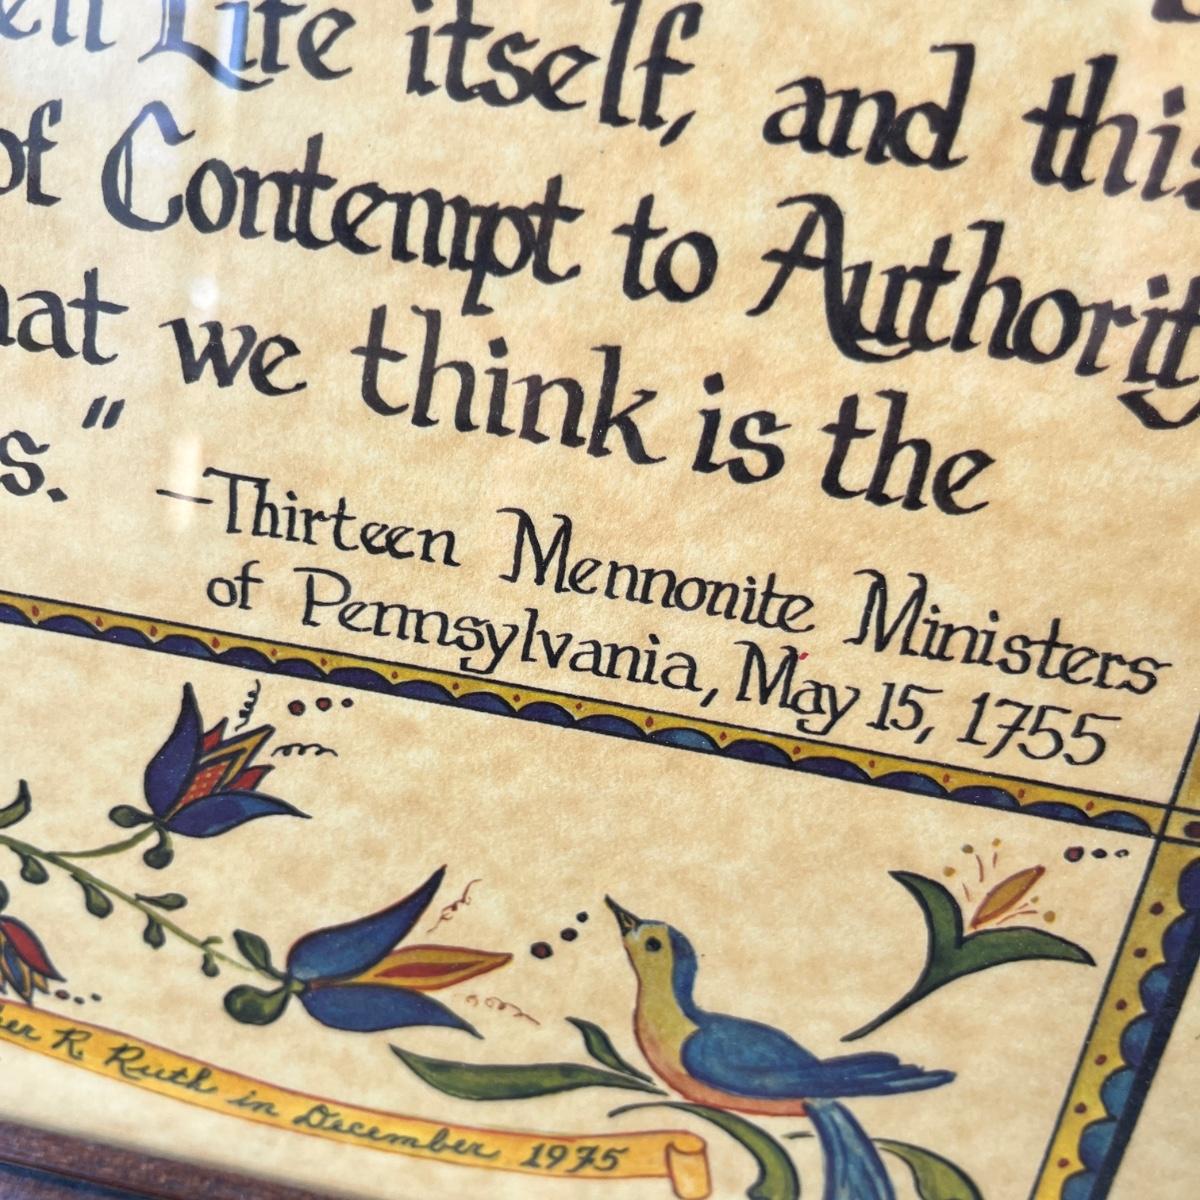 Life itself, and this
of Contempt to Authority
we think is the
s."
—Thirteen Mennonite Ministers
of Pennsylvania, May 15, 1755
R. Ruth in December 1975